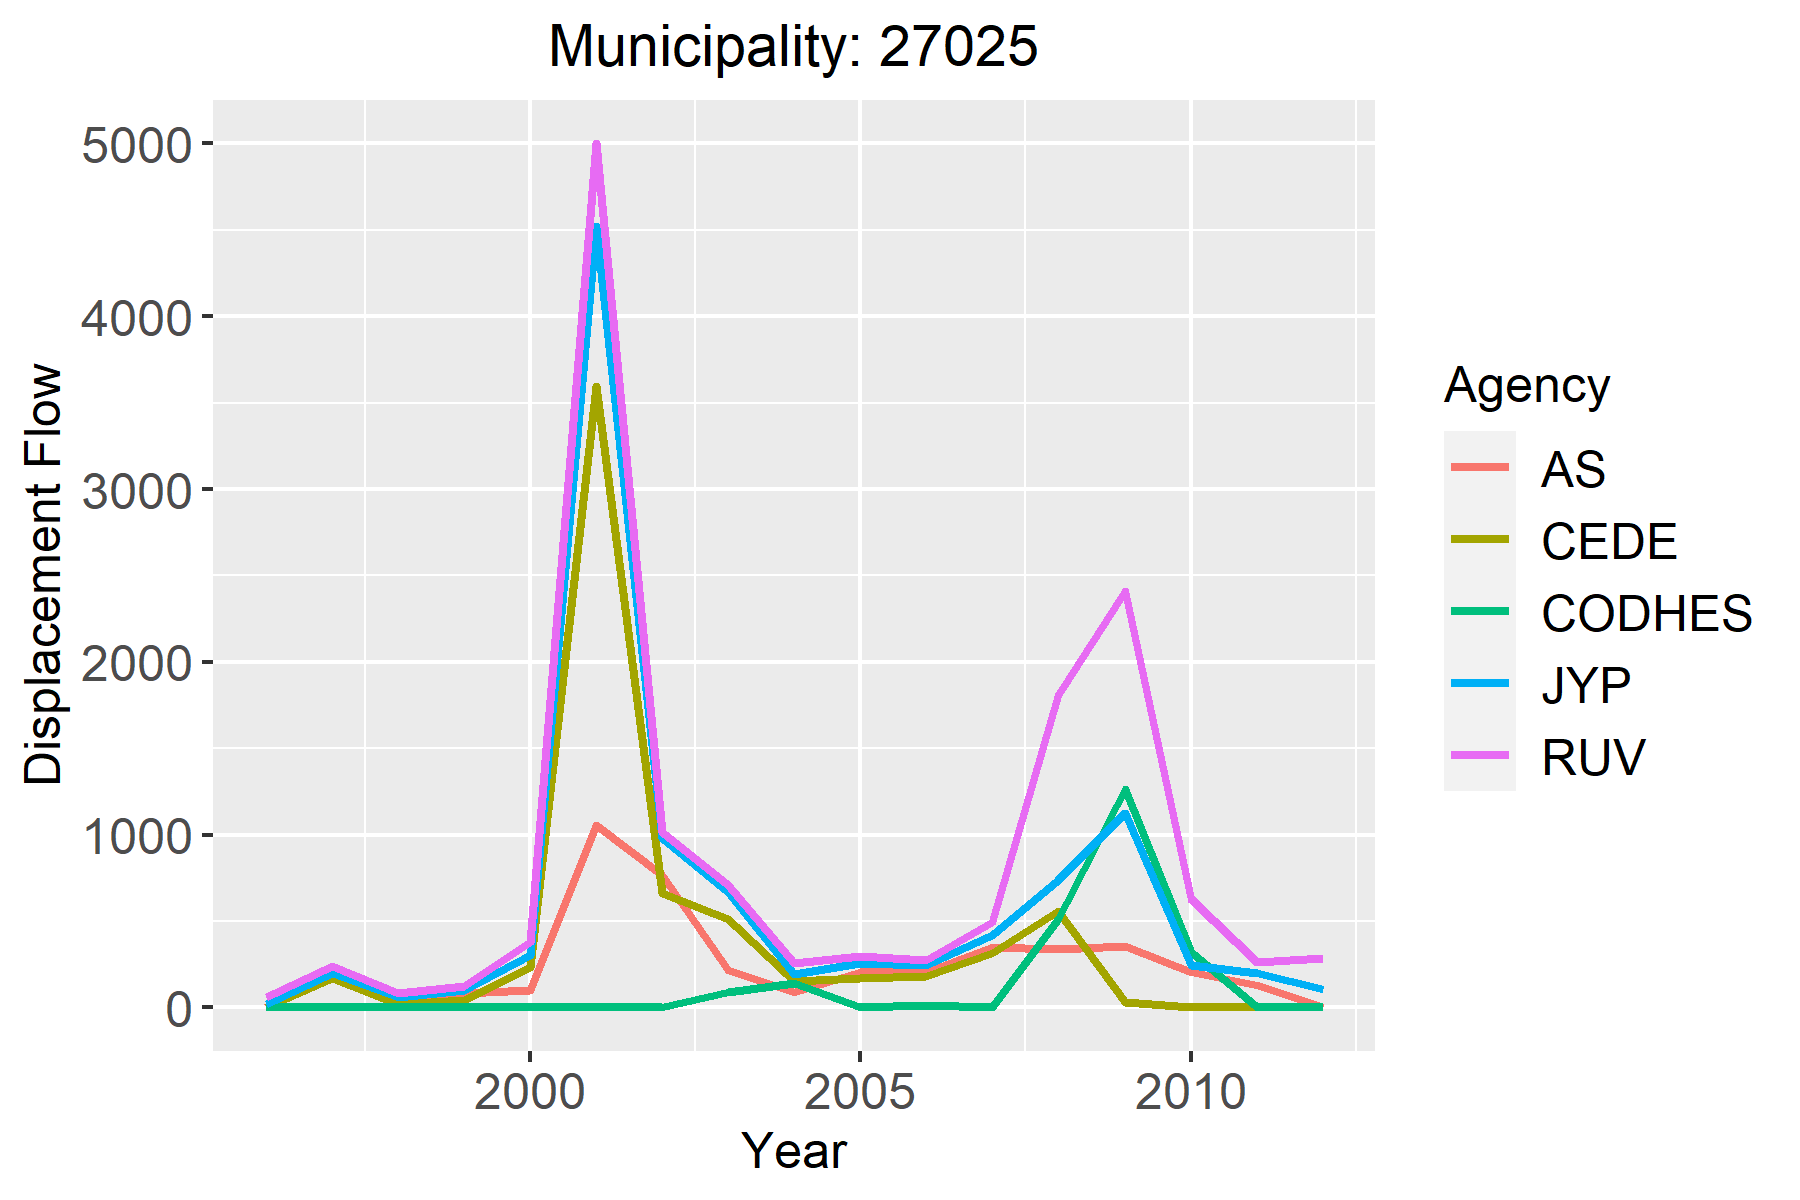 Municipality: 27025
5000
4000
3000
2000
1000
0
Displacement Flow
2000 2005 2010
Year
Agency
AS
CEDE
CODHES
JYP
RUV